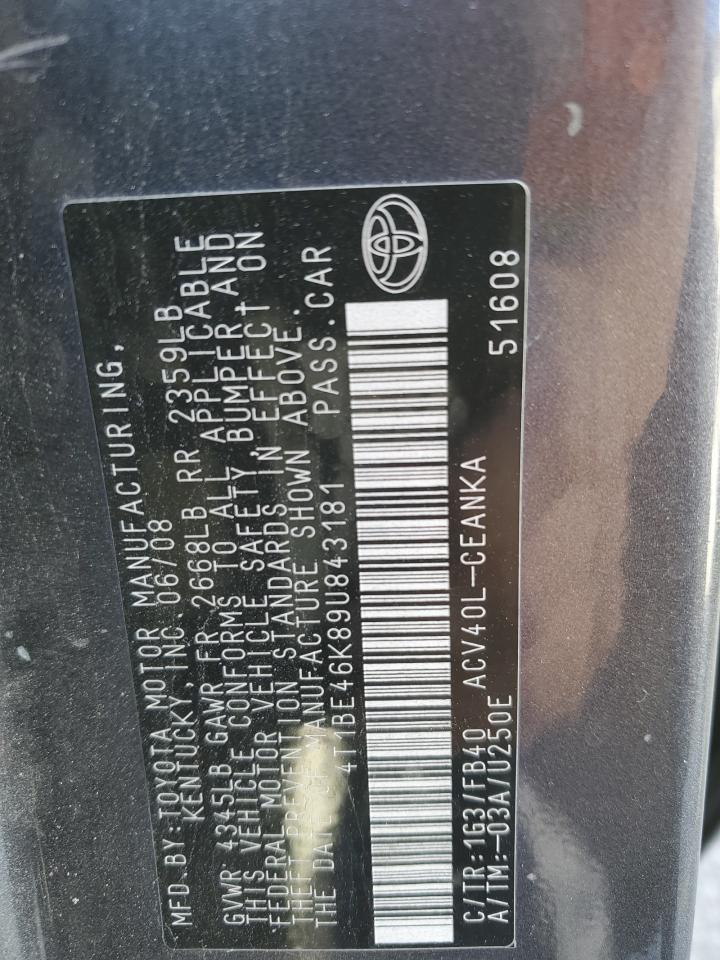 MFD.BY:TOYOTA MOTOR MANUFACTURING,
KENTUCKY, INC. 06/08
GVWR 4345LB GAWR FR 2668LB RR 2359LB
THIS VEHICLE CONFORMS TO ALL APPLICABLE
FEDERAL MOTOR VEHICLE SAFETY, BUMPER, AND
THEFT PREVENTION STANDARDS IN EFFECT ON
THE DATE OF MANUFACTURE SHOWN ABOVE.
4T4BE46K89U843181 PASS.CAR
C/TR:1G3/FB40 ACV40L-CEANKA
A/TM:-03A/U250E 51608